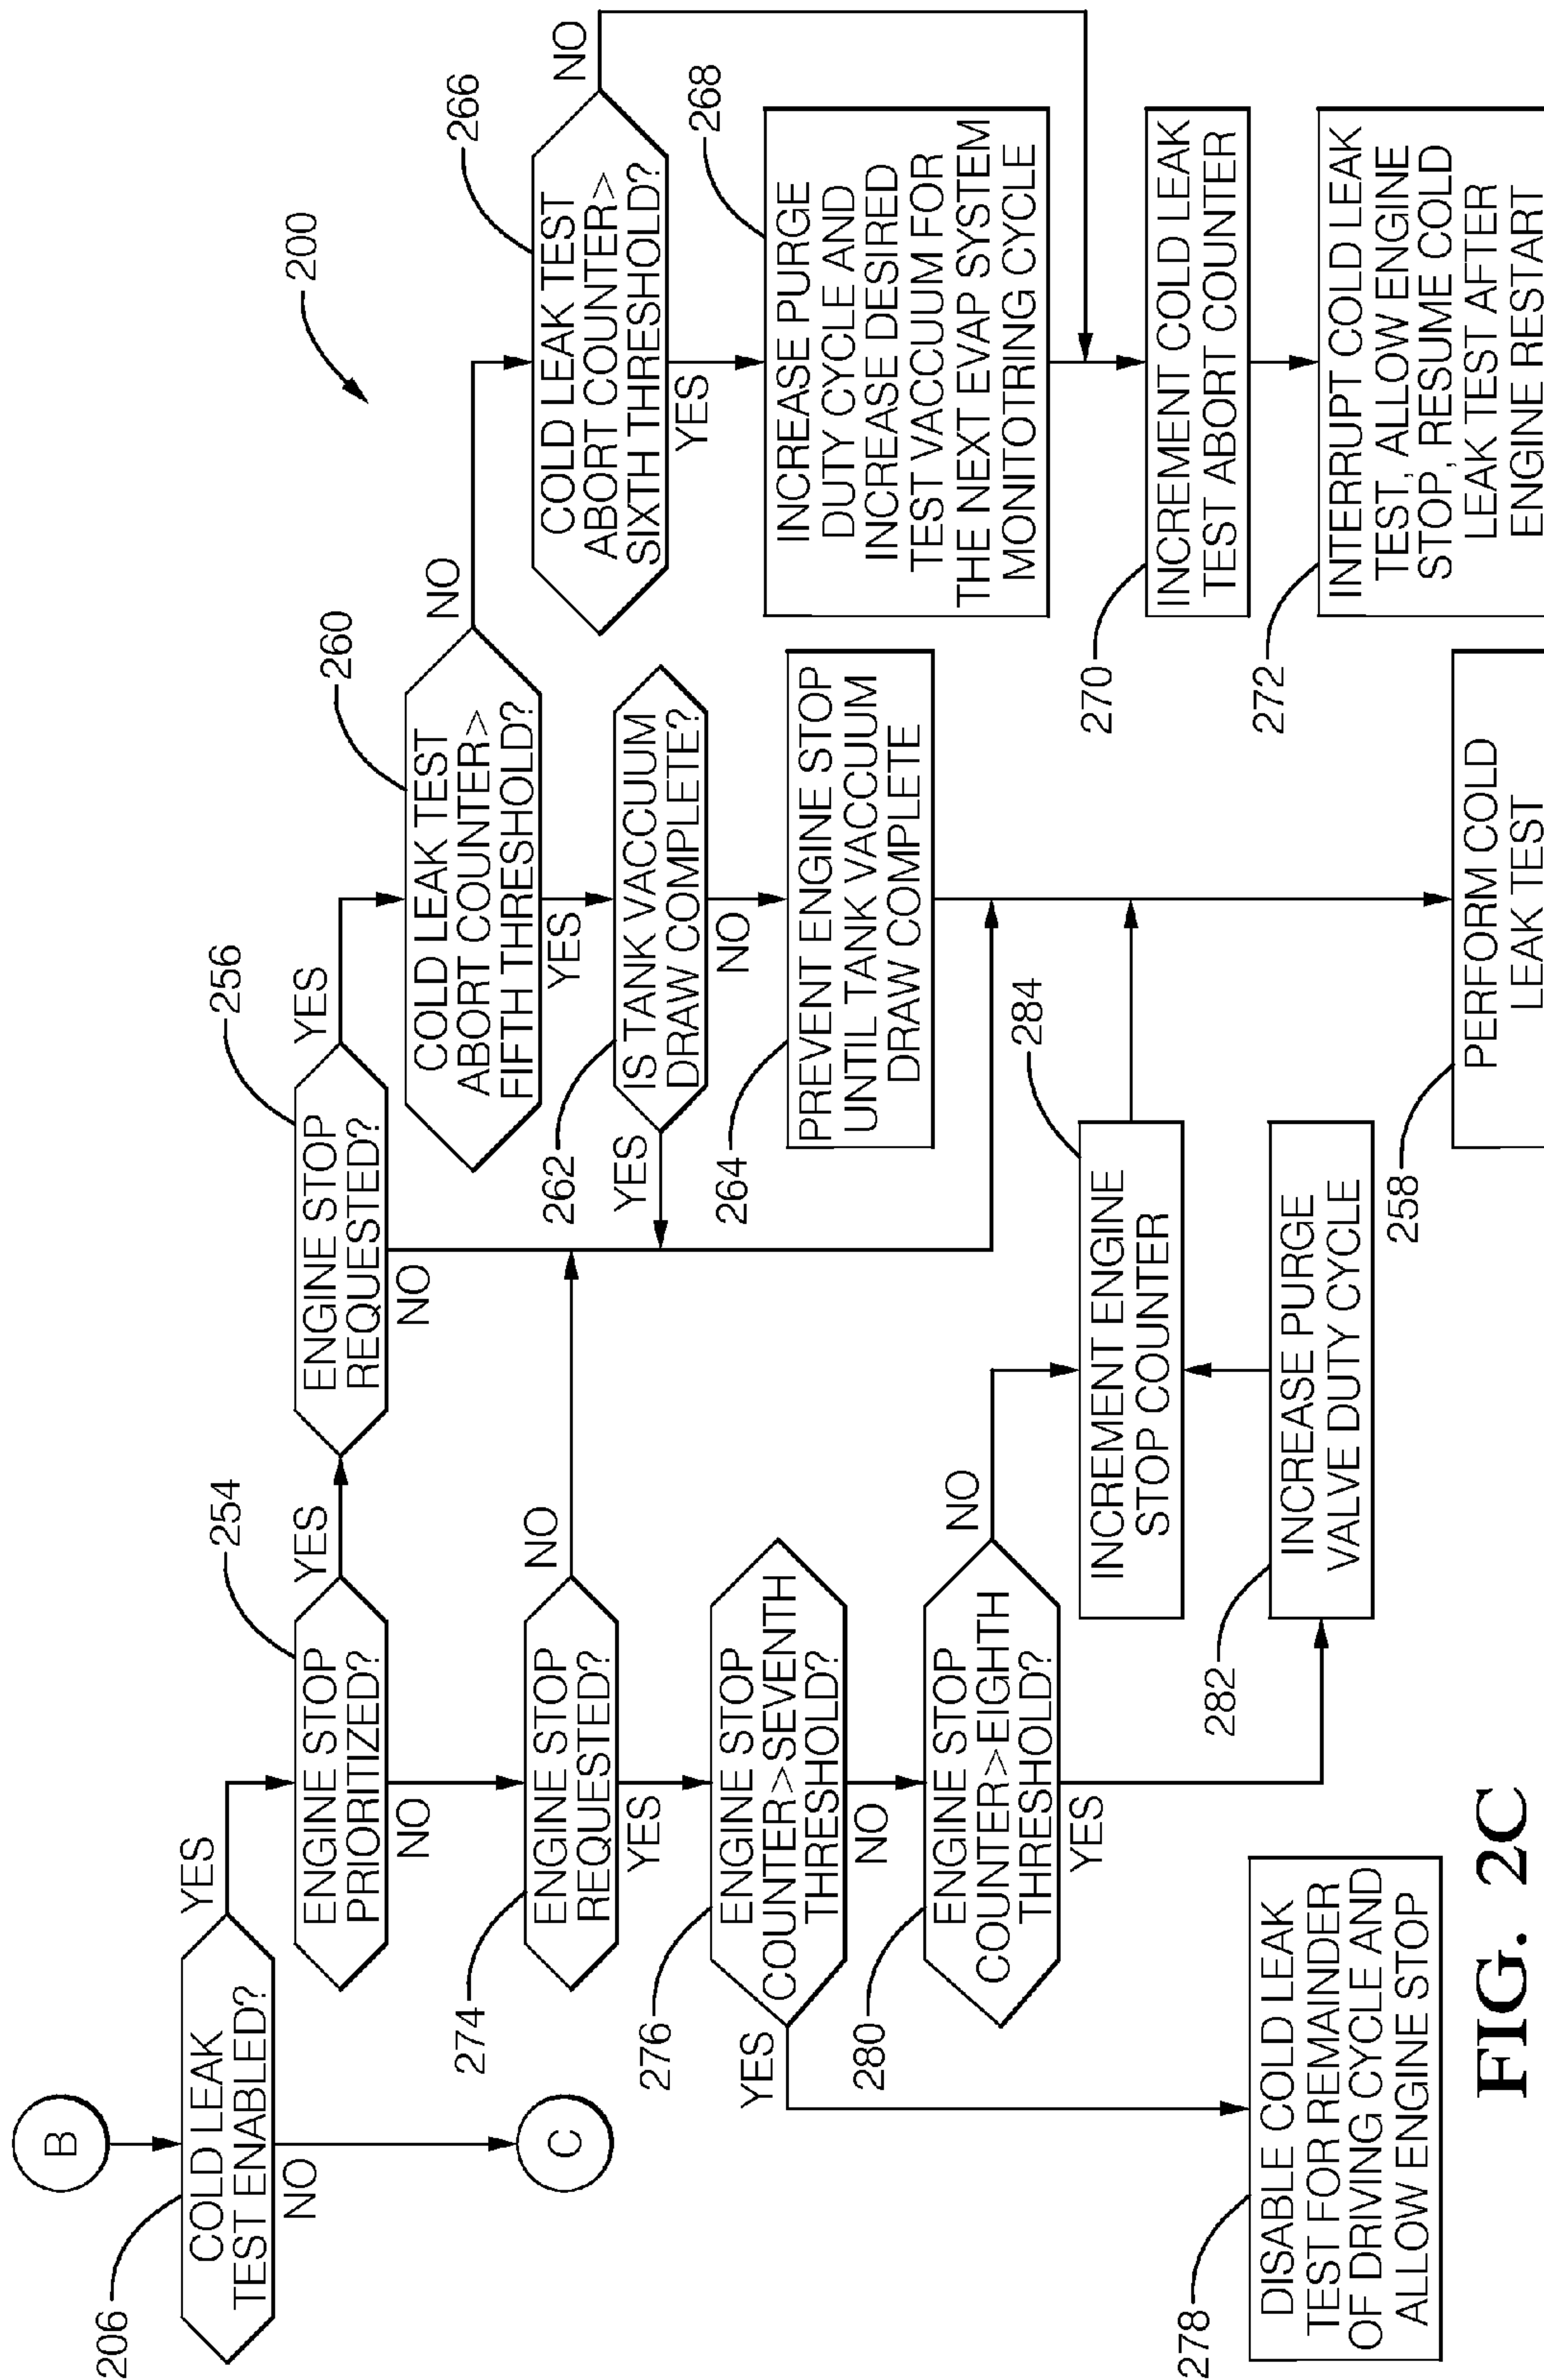 200
B
206
COLD LEAK
TEST ENABLED?
YES
NO
C
254
ENGINE STOP
PRIORITIZED?
YES
NO
256
ENGINE STOP
REQUESTED?
YES
NO
260
COLD LEAK TEST
ABORT COUNTER>
FIFTH THRESHOLD?
NO
YES
266
COLD LEAK TEST
ABORT COUNTER>
SIXTH THRESHOLD?
NO
YES
262
IS TANK VACCUUM
DRAW COMPLETE?
YES
NO
268
INCREASE PURGE
DUTY CYCLE AND
INCREASE DESIRED
TEST VACCUUM FOR
THE NEXT EVAP SYSTEM
MONITOTRING CYCLE
264
PREVENT ENGINE STOP
UNTIL TANK VACCUUM
DRAW COMPLETE
270
INCREMENT COLD LEAK
TEST ABORT COUNTER
272
INTERRUPT COLD LEAK
TEST, ALLOW ENGINE
STOP, RESUME COLD
LEAK TEST AFTER
ENGINE RESTART
274
ENGINE STOP
REQUESTED?
NO
YES
276
ENGINE STOP
COUNTER>SEVENTH
THRESHOLD?
YES
NO
280
ENGINE STOP
COUNTER>EIGHTH
THRESHOLD?
NO
YES
284
INCREMENT ENGINE
STOP COUNTER
282
INCREASE PURGE
VALVE DUTY CYCLE
278
DISABLE COLD LEAK
TEST FOR REMAINDER
OF DRIVING CYCLE AND
ALLOW ENGINE STOP
258
PERFORM COLD
LEAK TEST
FIG. 2C